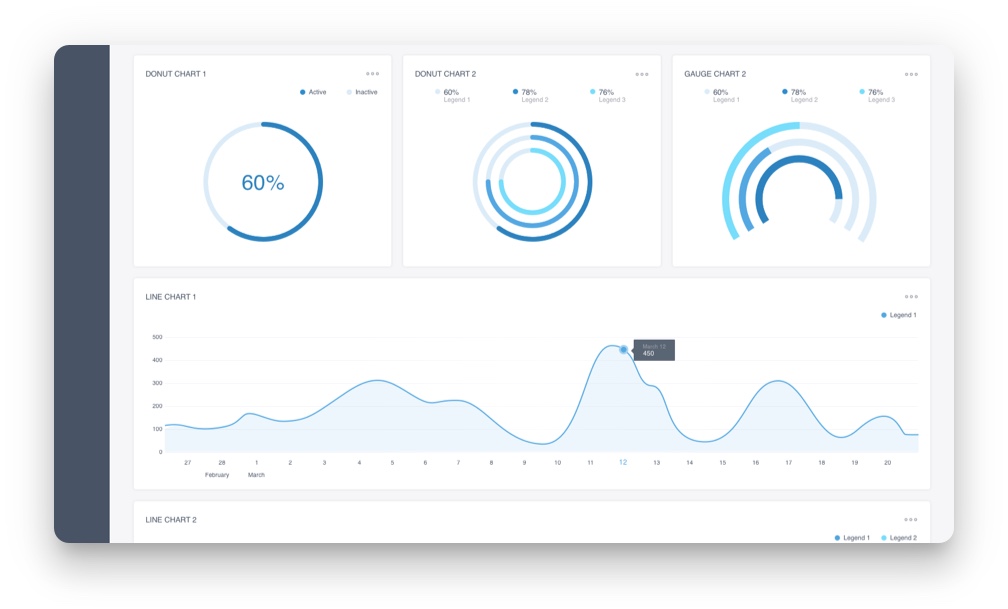 DONUT CHART 1
Active
Inactive
60%
DONUT CHART 2
60%
Legend 1
78%
Legend 2
76%
Legend 3
GAUGE CHART 2
60%
Legend 1
78%
Legend 2
76%
Legend 3
LINE CHART 1
Legend 1
500
400
300
200
100
0
March 12
450
27 28 1 2 3 4 5 6 7 8 9 10 11 12 13 14 15 16 17 18 19 20
February March
LINE CHART 2
Legend 1
Legend 2